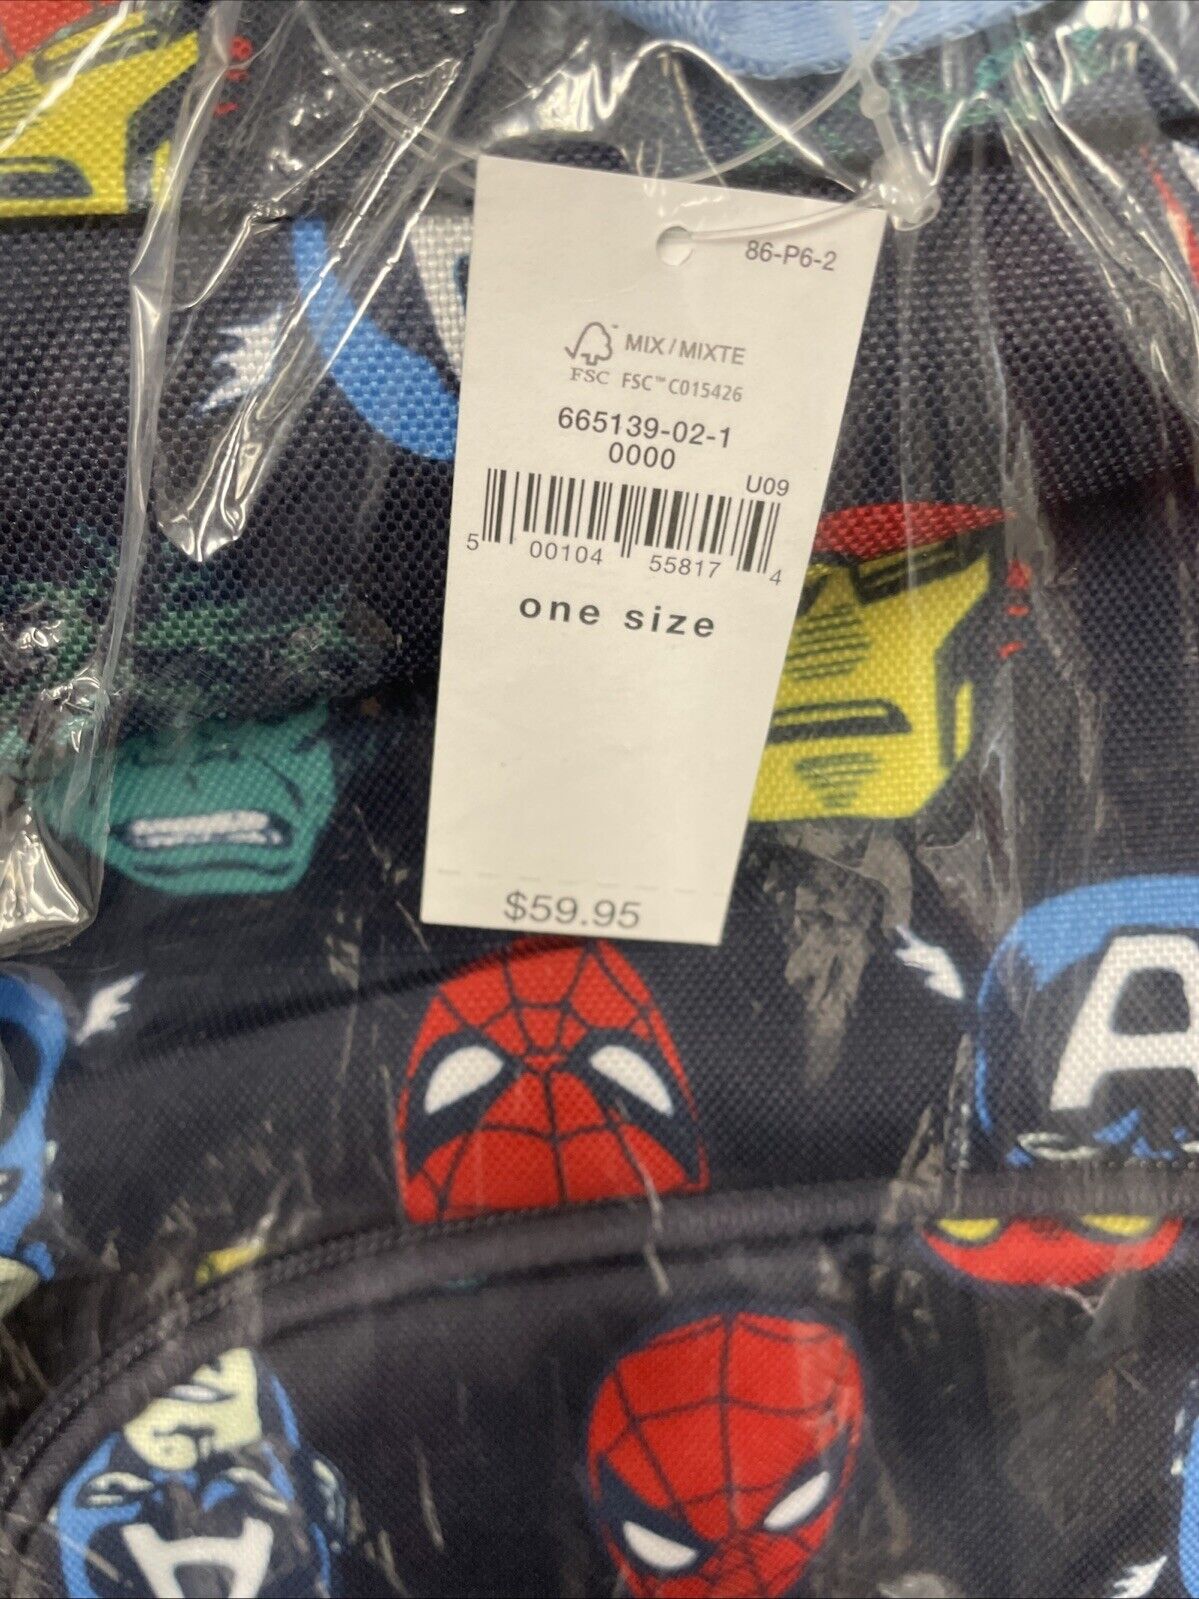 86-P6-2
MIX/MIXTE
FSC FSC™ C015426
665139-02-1
0000
U09
5 00104 55817 4
one size
$59.95
A
A